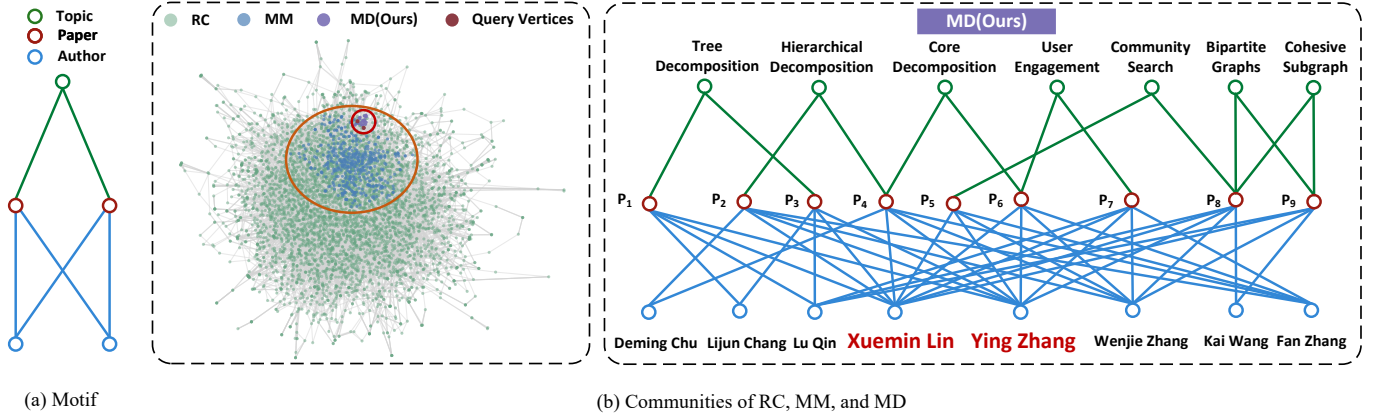 Topic
Paper
Author
RC MM MD(Ours) Query Vertices
MD(Ours)
Tree
Decomposition
Hierarchical
Decomposition
Core
Decomposition
User
Engagement
Community
Search
Bipartite
Graphs
Cohesive
Subgraph
P1 P2 P3 P4 P5 P6 P7 P8 P9
Deming Chu Lijun Chang Lu Qin Xuemin Lin Ying Zhang Wenjie Zhang Kai Wang Fan Zhang
(a) Motif
(b) Communities of RC, MM, and MD